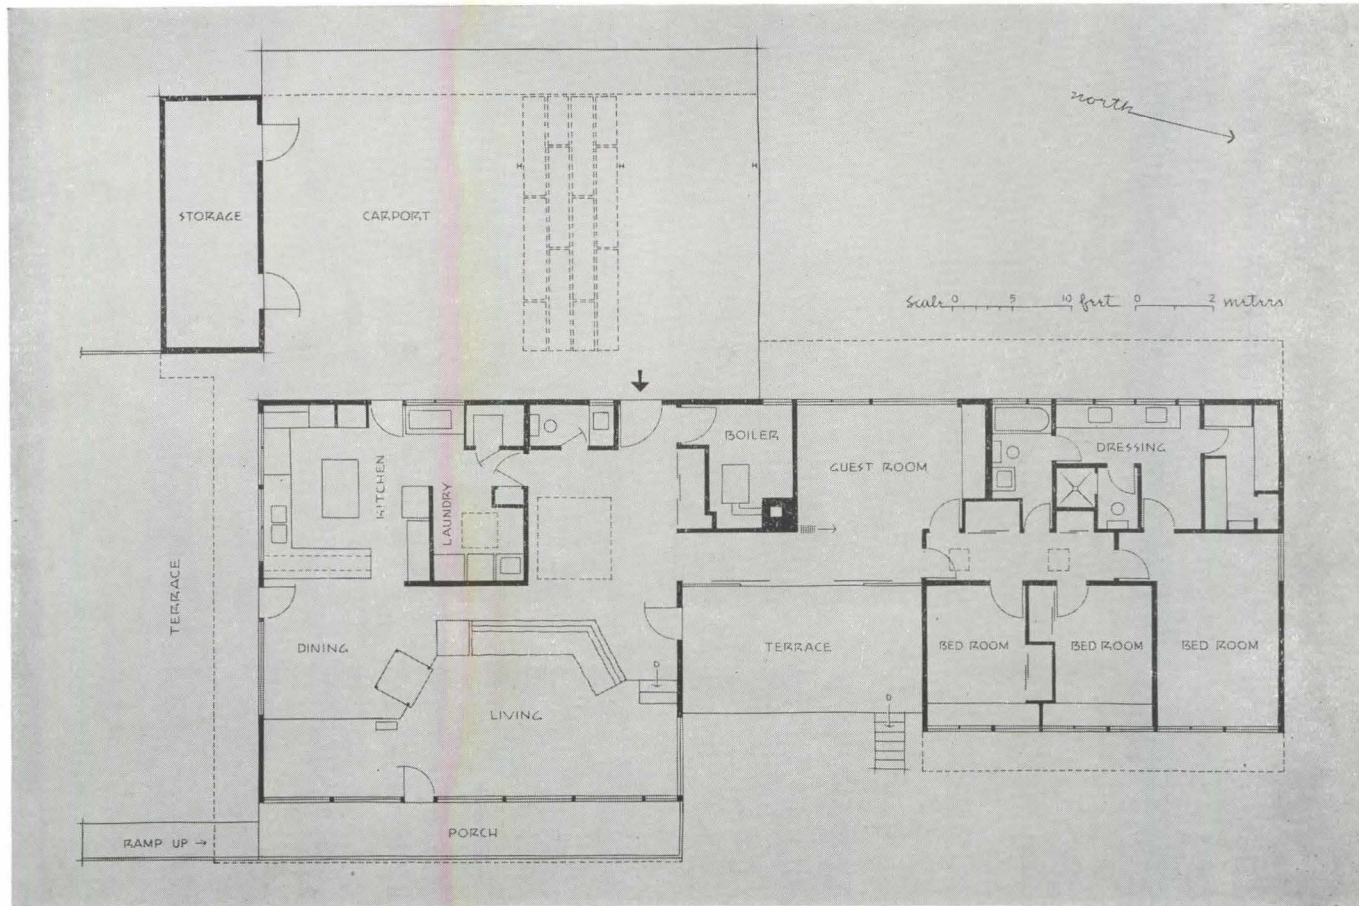 north
STORAGE
CARPORT
Scale 0 5 10 feet 0 2 meters
BOILER
GUEST ROOM
DRESSING
KITCHEN
LAUNDRY
TERRACE
DINING
TERRACE
BED ROOM
BED ROOM
BED ROOM
D
D
LIVING
PORCH
RAMP UP →